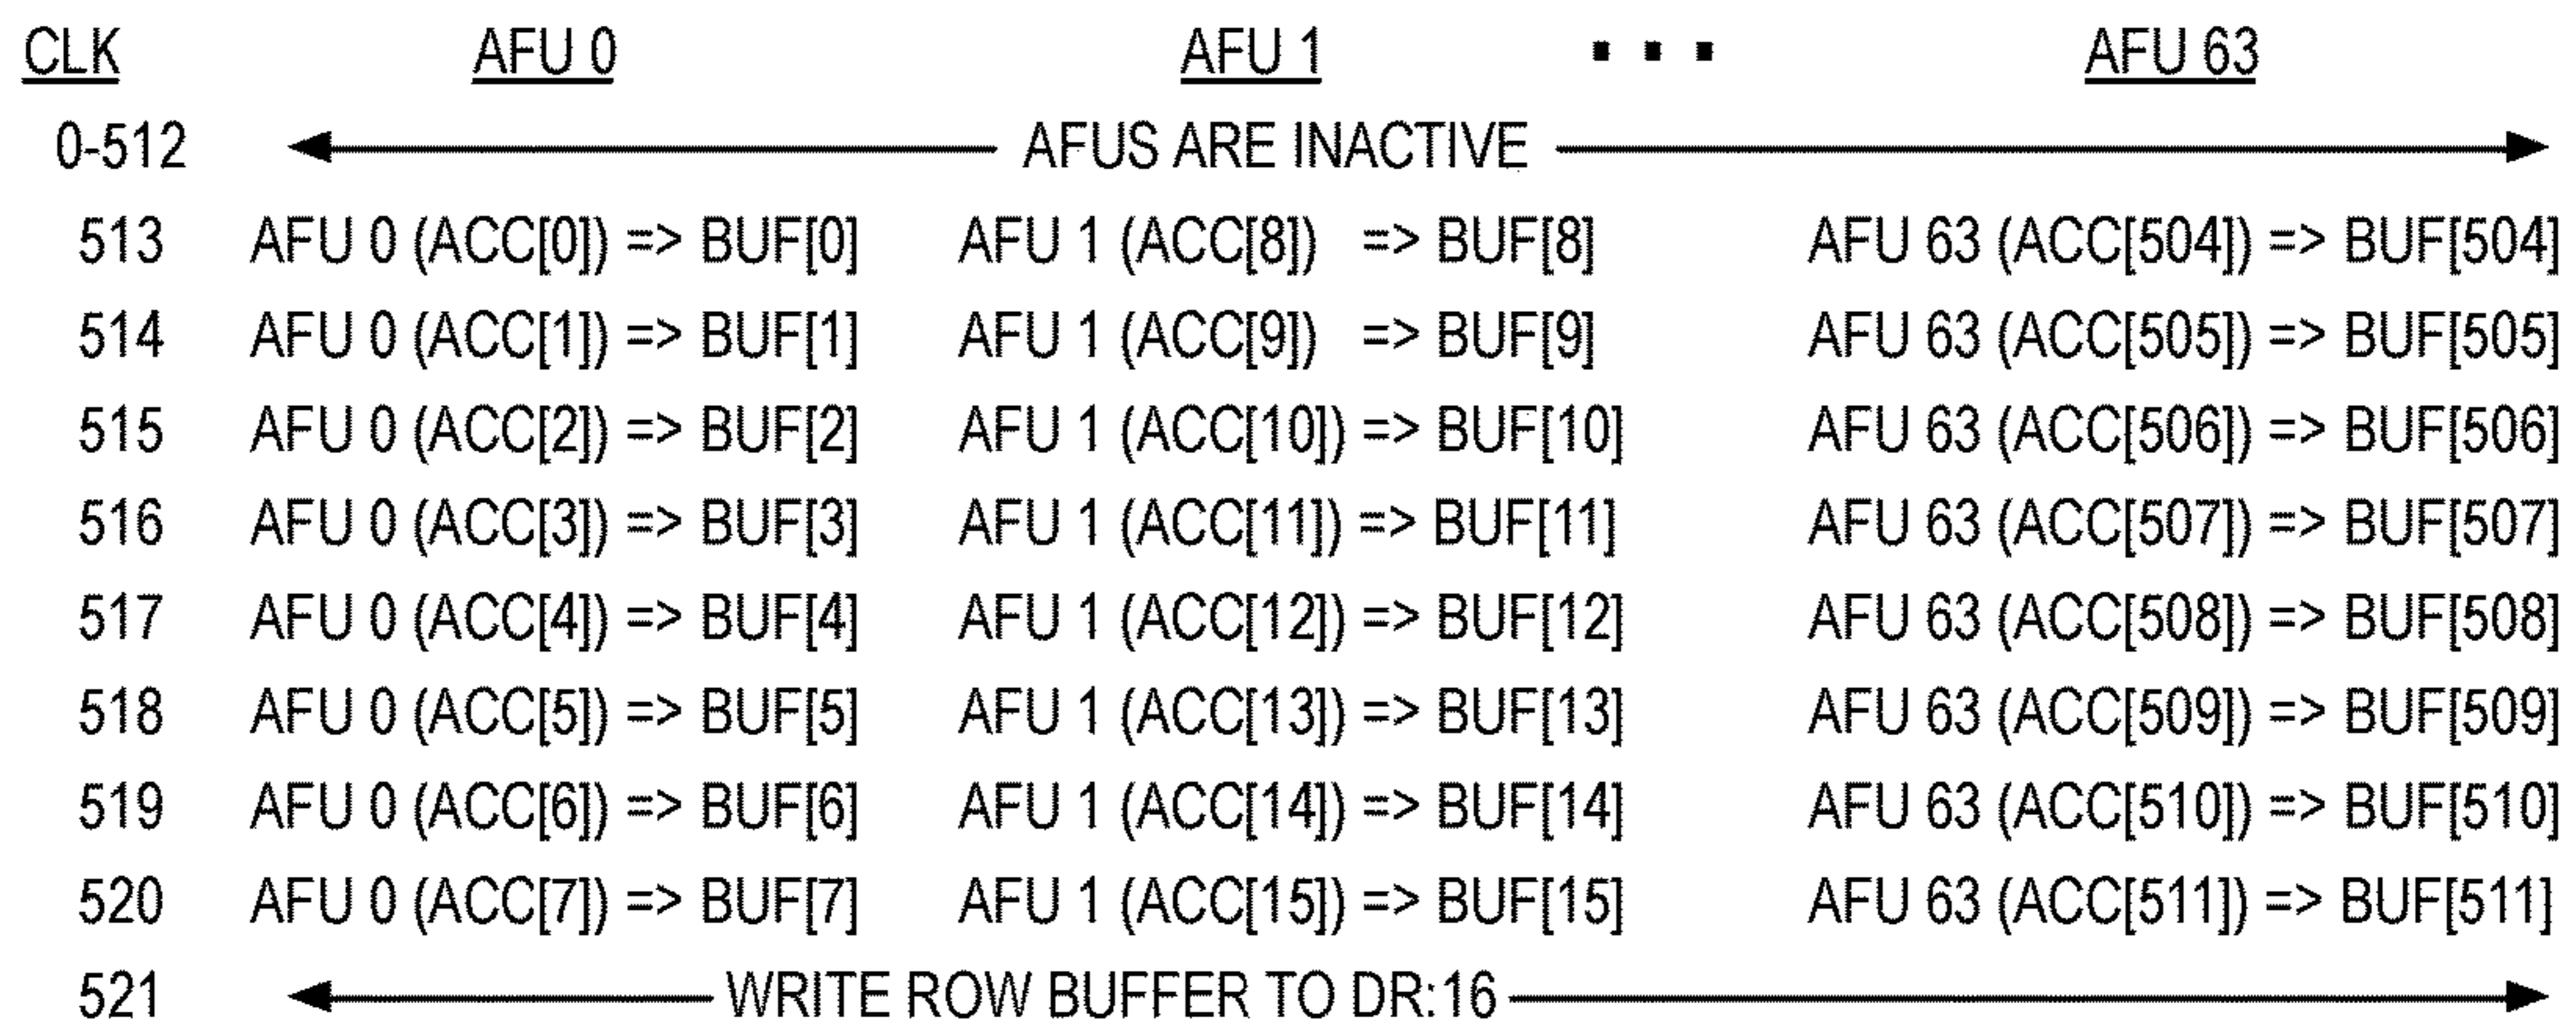 CLK AFU 0 AFU 1 ▪ ▪ ▪ AFU 63
0-512 AFUS ARE INACTIVE
513 AFU 0 (ACC[0]) => BUF[0] AFU 1 (ACC[8]) => BUF[8] AFU 63 (ACC[504]) => BUF[504]
514 AFU 0 (ACC[1]) => BUF[1] AFU 1 (ACC[9]) => BUF[9] AFU 63 (ACC[505]) => BUF[505]
515 AFU 0 (ACC[2]) => BUF[2] AFU 1 (ACC[10]) => BUF[10] AFU 63 (ACC[506]) => BUF[506]
516 AFU 0 (ACC[3]) => BUF[3] AFU 1 (ACC[11]) => BUF[11] AFU 63 (ACC[507]) => BUF[507]
517 AFU 0 (ACC[4]) => BUF[4] AFU 1 (ACC[12]) => BUF[12] AFU 63 (ACC[508]) => BUF[508]
518 AFU 0 (ACC[5]) => BUF[5] AFU 1 (ACC[13]) => BUF[13] AFU 63 (ACC[509]) => BUF[509]
519 AFU 0 (ACC[6]) => BUF[6] AFU 1 (ACC[14]) => BUF[14] AFU 63 (ACC[510]) => BUF[510]
520 AFU 0 (ACC[7]) => BUF[7] AFU 1 (ACC[15]) => BUF[15] AFU 63 (ACC[511]) => BUF[511]
521 WRITE ROW BUFFER TO DR:16